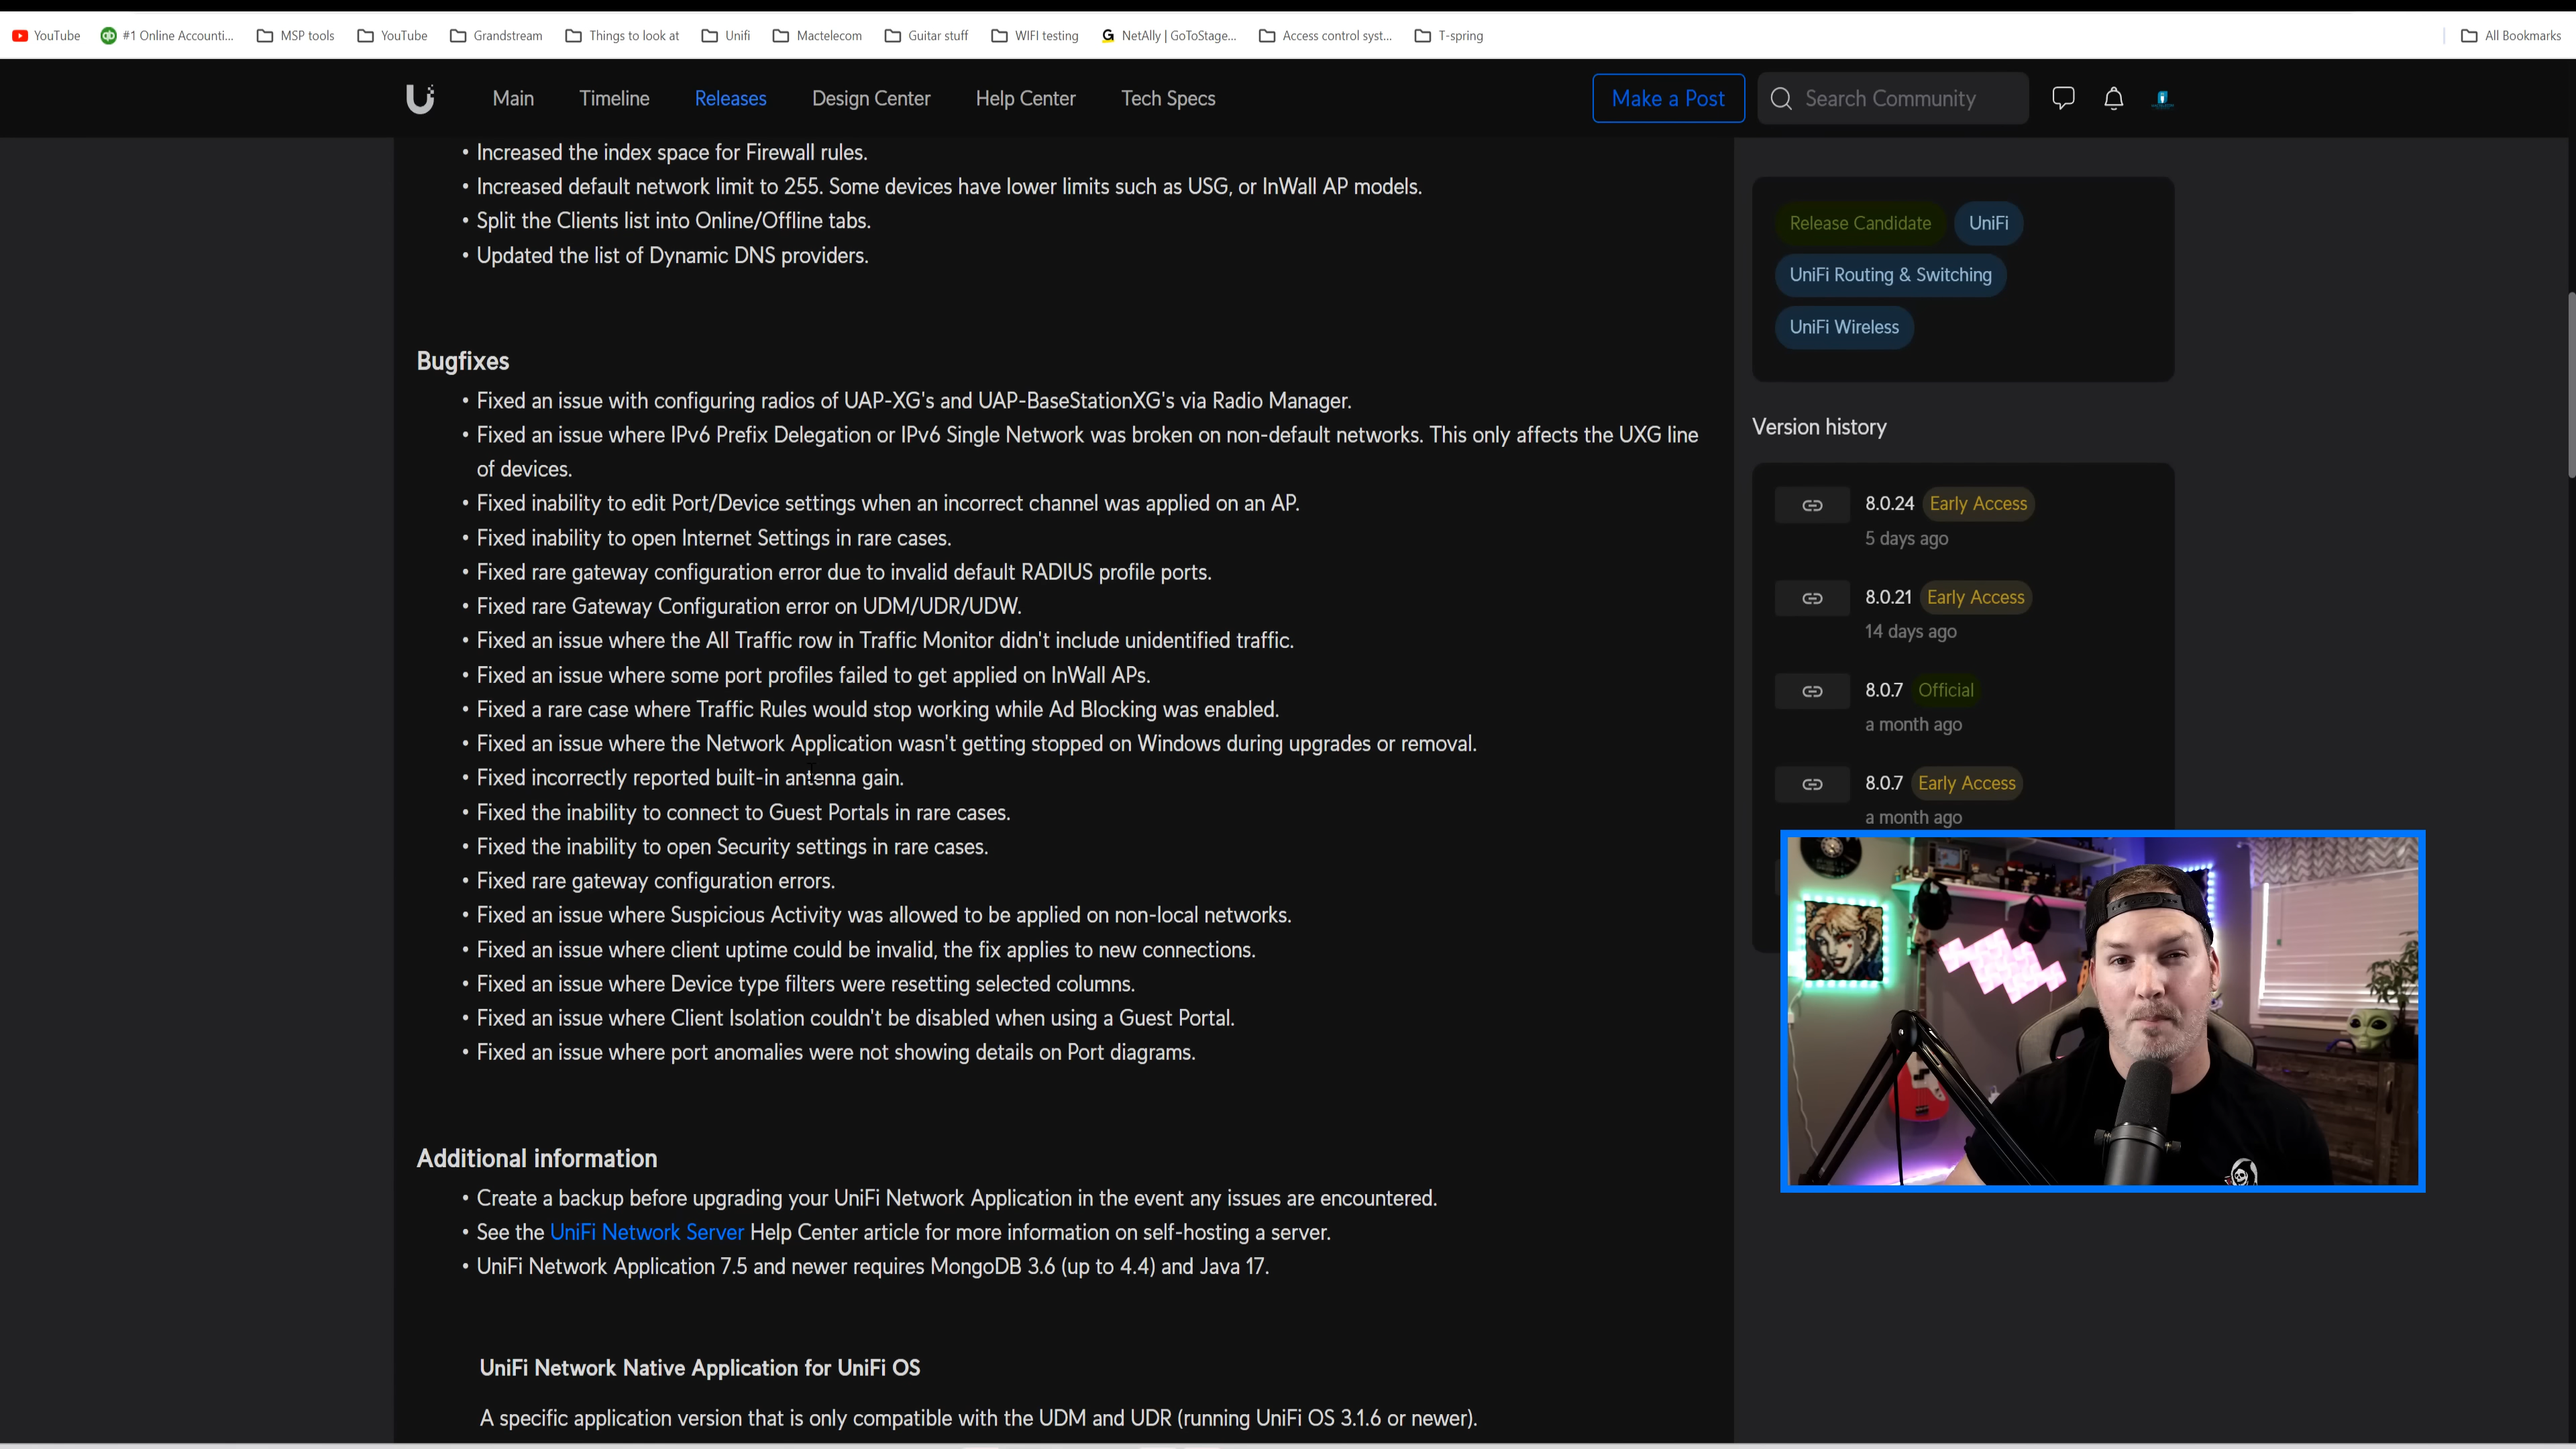 YouTube #1 Online Accounti... MSP tools YouTube Grandstream Things to look at Unifi Mactelecom Guitar stuff WIFI testing NetAlly | GoToStage... Access control syst... T-spring All Bookmarks
Main Timeline Releases Design Center Help Center Tech Specs Make a Post Search Community
• Increased the index space for Firewall rules.
• Increased default network limit to 255. Some devices have lower limits such as USG, or InWall AP models.
• Split the Clients list into Online/Offline tabs.
• Updated the list of Dynamic DNS providers.
Bugfixes
• Fixed an issue with configuring radios of UAP-XG's and UAP-BaseStationXG's via Radio Manager.
• Fixed an issue where IPv6 Prefix Delegation or IPv6 Single Network was broken on non-default networks. This only affects the UXG line
of devices.
• Fixed inability to edit Port/Device settings when an incorrect channel was applied on an AP.
• Fixed inability to open Internet Settings in rare cases.
• Fixed rare gateway configuration error due to invalid default RADIUS profile ports.
• Fixed rare Gateway Configuration error on UDM/UDR/UDW.
• Fixed an issue where the All Traffic row in Traffic Monitor didn't include unidentified traffic.
• Fixed an issue where some port profiles failed to get applied on InWall APs.
• Fixed a rare case where Traffic Rules would stop working while Ad Blocking was enabled.
• Fixed an issue where the Network Application wasn't getting stopped on Windows during upgrades or removal.
• Fixed incorrectly reported built-in antenna gain.
• Fixed the inability to connect to Guest Portals in rare cases.
• Fixed the inability to open Security settings in rare cases.
• Fixed rare gateway configuration errors.
• Fixed an issue where Suspicious Activity was allowed to be applied on non-local networks.
• Fixed an issue where client uptime could be invalid, the fix applies to new connections.
• Fixed an issue where Device type filters were resetting selected columns.
• Fixed an issue where Client Isolation couldn't be disabled when using a Guest Portal.
• Fixed an issue where port anomalies were not showing details on Port diagrams.
Additional information
• Create a backup before upgrading your UniFi Network Application in the event any issues are encountered.
• See the UniFi Network Server Help Center article for more information on self-hosting a server.
• UniFi Network Application 7.5 and newer requires MongoDB 3.6 (up to 4.4) and Java 17.
UniFi Network Native Application for UniFi OS
A specific application version that is only compatible with the UDM and UDR (running UniFi OS 3.1.6 or newer).
Release Candidate UniFi
UniFi Routing & Switching
UniFi Wireless
Version history
8.0.24 Early Access
5 days ago
8.0.21 Early Access
14 days ago
8.0.7 Official
a month ago
8.0.7 Early Access
a month ago